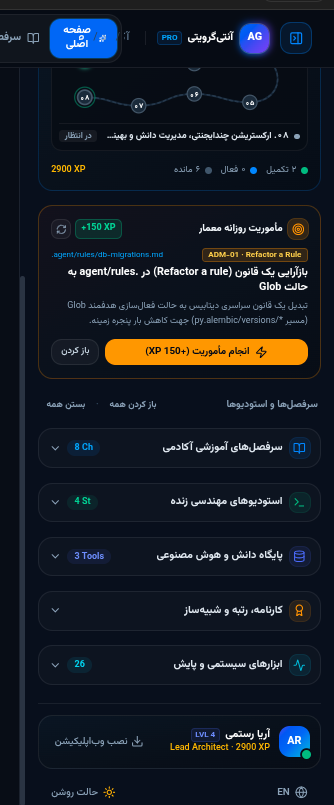 AG
آنتی‌گرویتی
PRO
صفحه اصلی
۰۸
۰۷
۰۶
۰۵
۰۸. ارکستریشن چندایجنتی، مدیریت دانش و بهینـ...
در انتظار
۲ تکمیل
۰ فعال
۶ مانده
2900 XP
مأموریت روزانه معمار
+150 XP
ADM-01 · Refactor a Rule
.agent/rules/db-migrations.md
بازآرایی یک قانون (Refactor a rule) در .agent/rules به حالت Glob
تبدیل یک قانون سراسری دیتابیس به حالت فعال‌سازی هدفمند Glob (مسیر py.alembic/versions/*) جهت کاهش بار پنجره زمینه.
انجام مأموریت (+150 XP)
باز کردن
سرفصل‌ها و استودیوها
باز کردن همه
·
بستن همه
سرفصل‌های آموزشی آکادمی
8 Ch
استودیوهای مهندسی زنده
4 St
پایگاه دانش و هوش مصنوعی
3 Tools
کارنامه، رتبه و شبیه‌ساز
ابزارهای سیستمی و پایش
26
AR
آریا رستمی
LVL 4
Lead Architect · 2900 XP
نصب وب‌اپلیکیشن
EN
حالت روشن